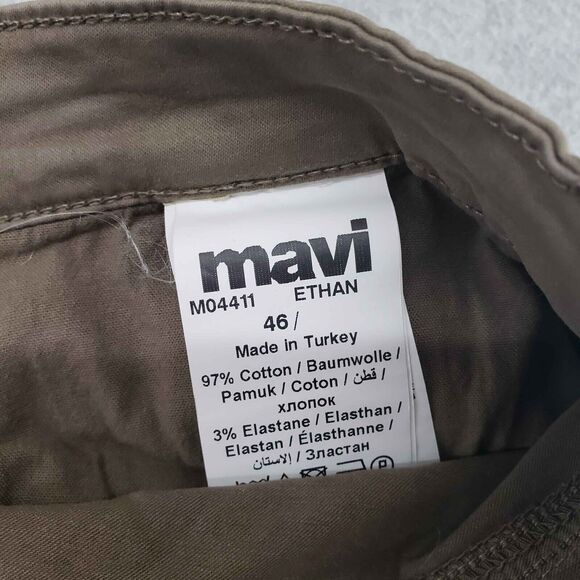 mavi
M04411 ETHAN
46 /
Made in Turkey
97% Cotton / Baumwolle /
Pamuk / Coton / قطن /
хлопок
3% Elastane / Elasthan /
Elastan / Élasthanne /
إلاستان / Эластан